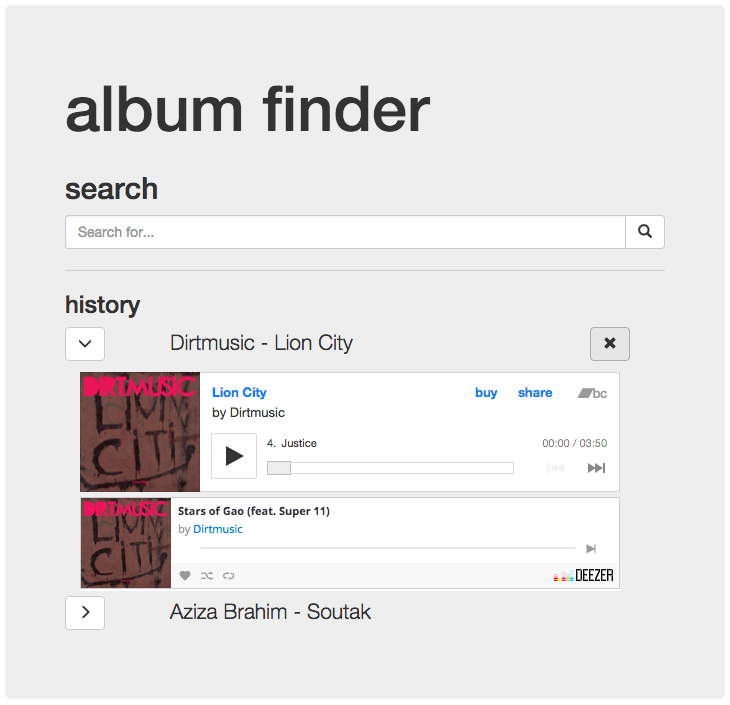 album finder
search
Search for...
history
Dirtmusic - Lion City
DIRTMUSIC
LION
CITY
Lion City
buy
share
bc
by Dirtmusic
4. Justice
00:00 / 03:50
DIRTMUSIC
LION
CITY
Stars of Gao (feat. Super 11)
by Dirtmusic
DEEZER
Aziza Brahim - Soutak